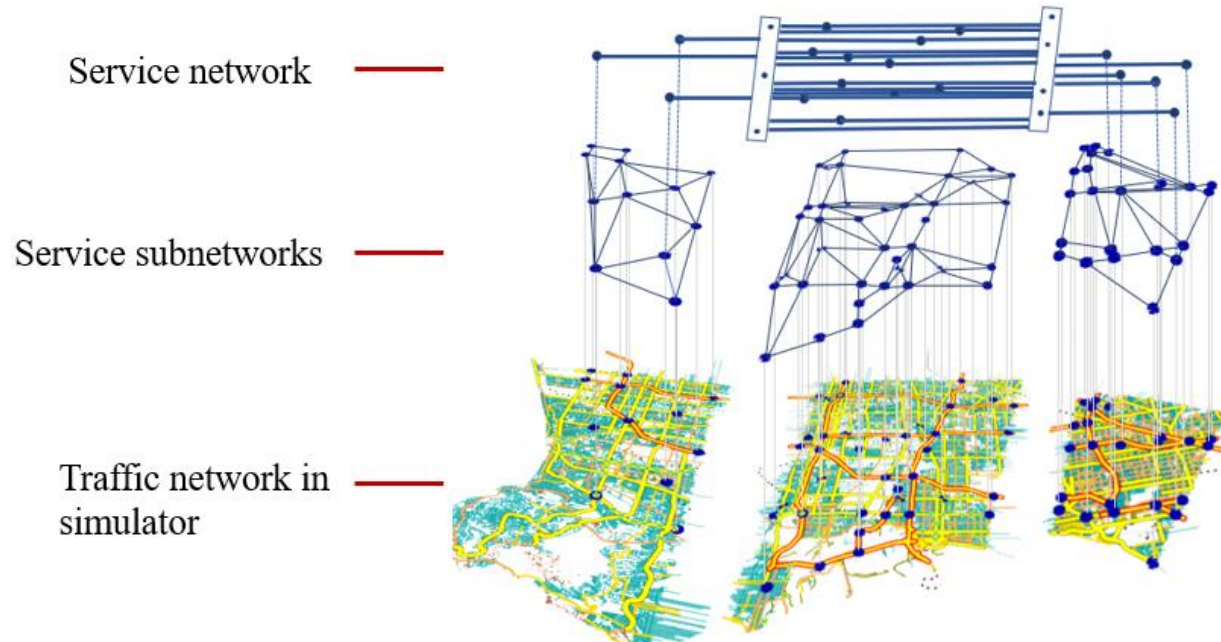 Service network
Service subnetworks
Traffic network in
simulator